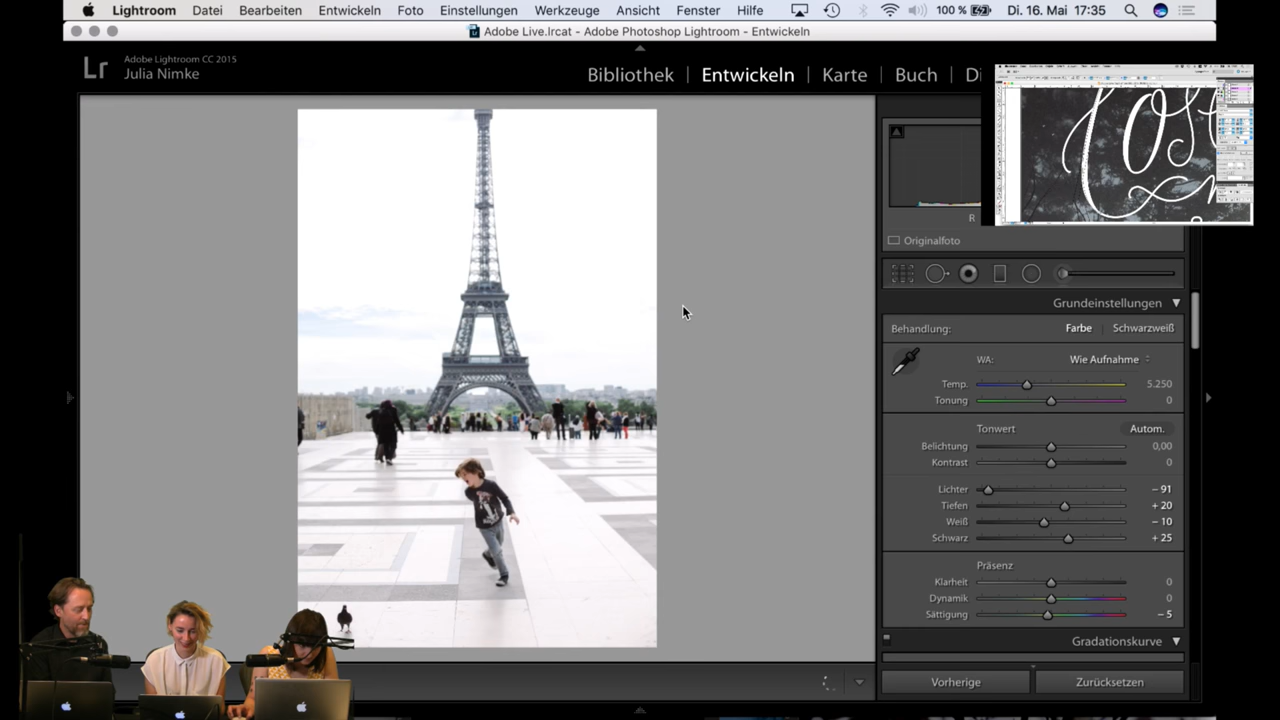 Lightroom Datei Bearbeiten Entwickeln Foto Einstellungen Werkzeuge Ansicht Fenster Hilfe 100 % Di. 16. Mai 17:35
Adobe Live.lrcat - Adobe Photoshop Lightroom - Entwickeln
Lr
Adobe Lightroom CC 2015
Julia Nimke
Bibliothek | Entwickeln | Karte | Buch | Di
R
Originalfoto
Grundeinstellungen
Behandlung: Farbe Schwarzweiß
WA: Wie Aufnahme
Temp. 5.250
Tonung 0
Tonwert Autom.
Belichtung 0,00
Kontrast 0
Lichter – 91
Tiefen + 20
Weiß – 10
Schwarz + 25
Präsenz
Klarheit 0
Dynamik 0
Sättigung – 5
Gradationskurve
Vorherige Zurücksetzen